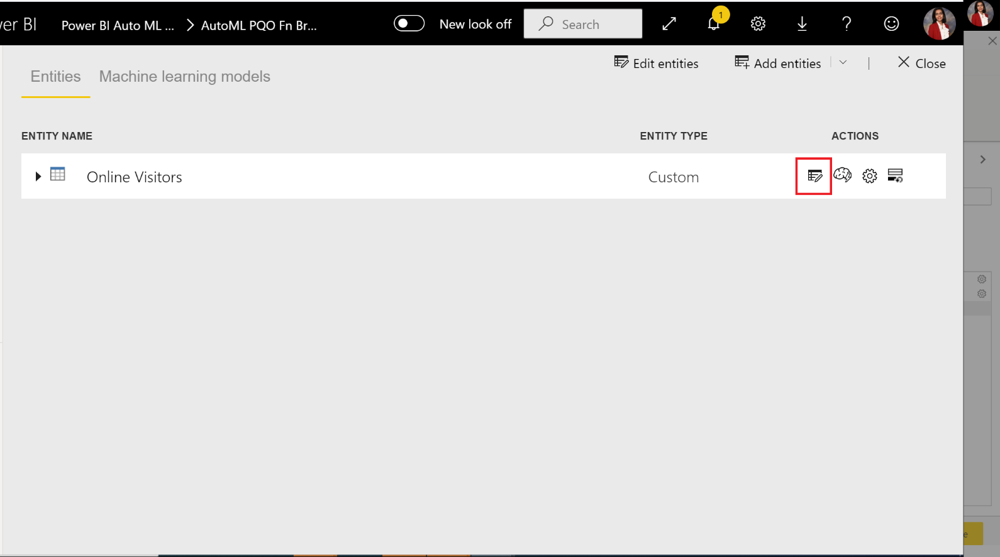 er BI Power BI Auto ML ... AutoML PQO Fn Br... New look off Search 1
Edit entities Add entities Close
Entities Machine learning models
ENTITY NAME ENTITY TYPE ACTIONS
Online Visitors Custom
e